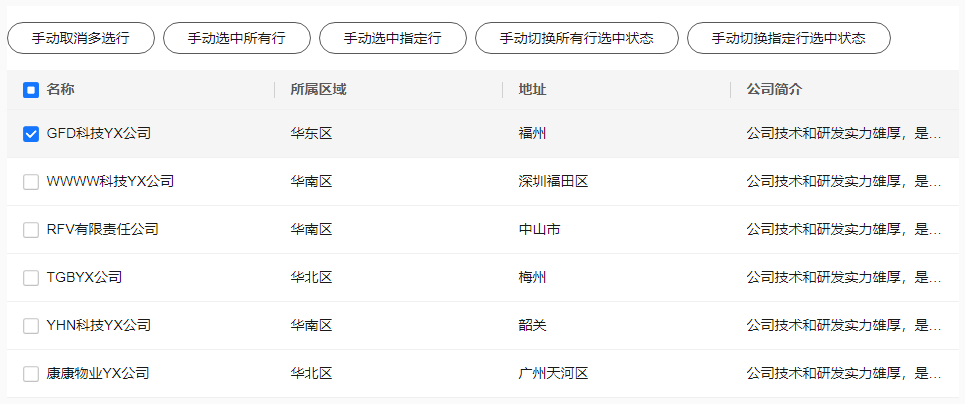 手动取消多选行 手动选中所有行 手动选中指定行 手动切换所有行选中状态 手动切换指定行选中状态
名称 所属区域 地址 公司简介
GFD科技YX公司 华东区 福州 公司技术和研发实力雄厚，是...
WWWW科技YX公司 华南区 深圳福田区 公司技术和研发实力雄厚，是...
RFV有限责任公司 华南区 中山市 公司技术和研发实力雄厚，是...
TGBYX公司 华北区 梅州 公司技术和研发实力雄厚，是...
YHN科技YX公司 华南区 韶关 公司技术和研发实力雄厚，是...
康康物业YX公司 华北区 广州天河区 公司技术和研发实力雄厚，是...